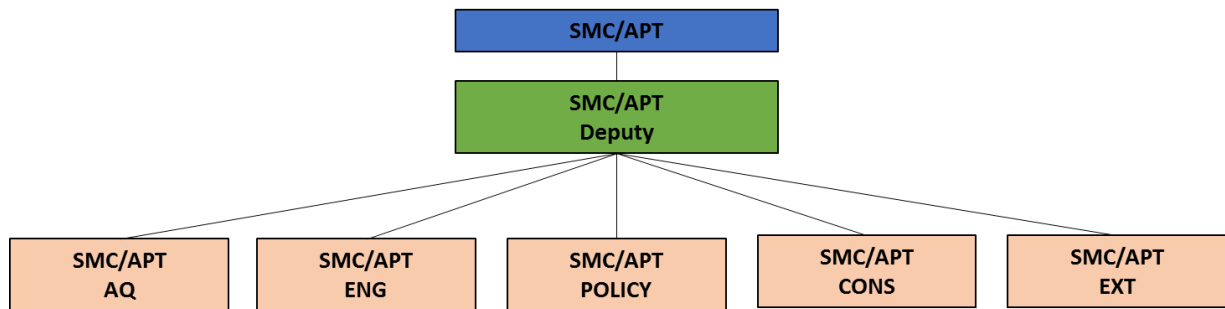 SMC/APT
SMC/APT
Deputy
SMC/APT
AQ
SMC/APT
ENG
SMC/APT
POLICY
SMC/APT
CONS
SMC/APT
EXT